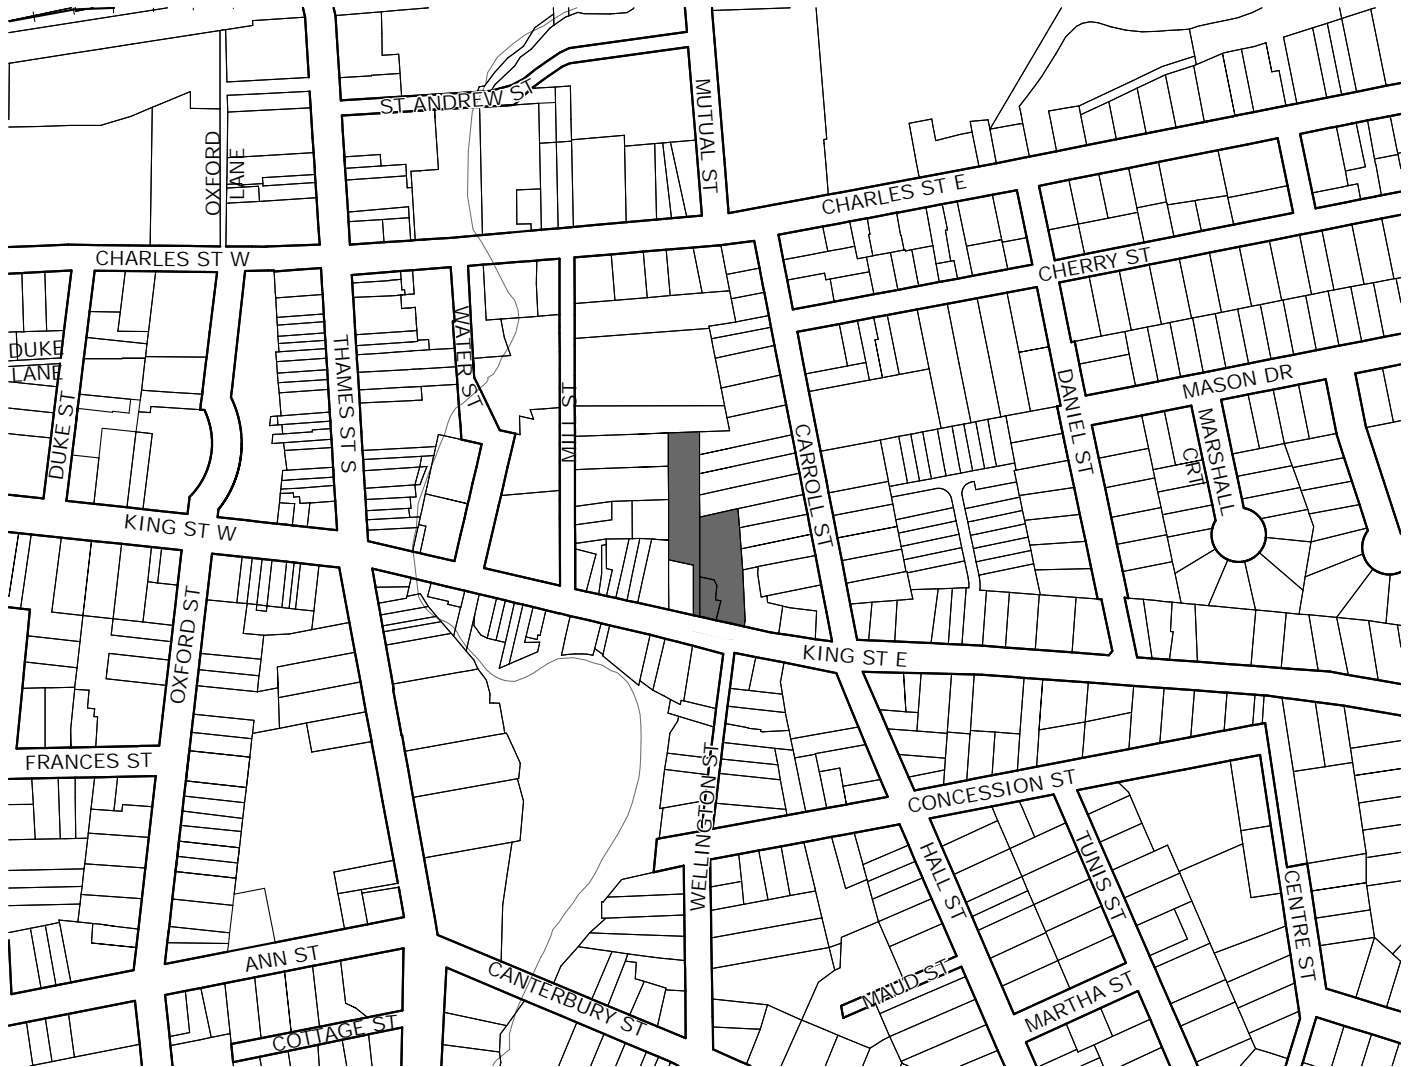 ST ANDREW ST
MUTUAL ST
OXFORD
LANE
CHARLES ST E
CHARLES ST W
CHERRY ST
WATER ST
THAMES ST S
DUKE
LANE
DUKE ST
MILL ST
MASON DR
DANIEL ST
MARSHALL
CRT
CARROLL ST
KING ST W
OXFORD ST
KING ST E
FRANCES ST
WELLINGTON ST
CONCESSION ST
HALL ST
TUNIS ST
CENTRE ST
ANN ST
CANTERBURY ST
MAUD ST
MARTHA ST
COTTAGE ST